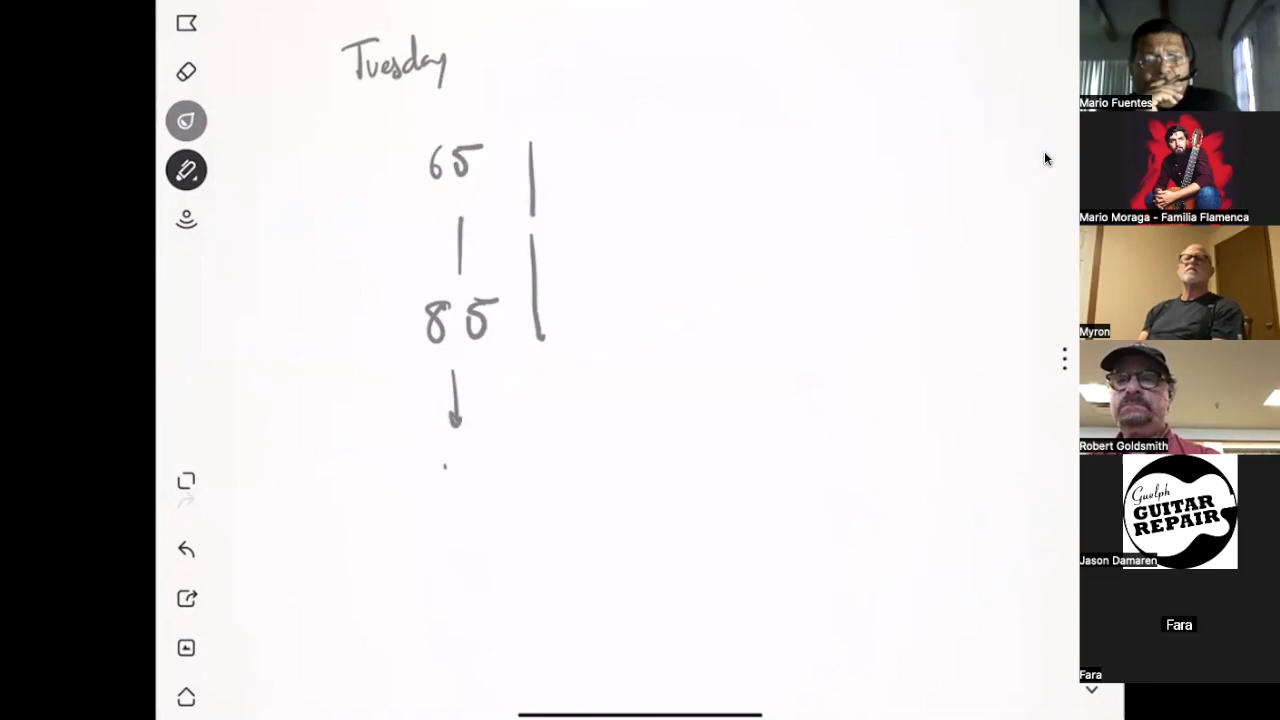 Tuesday
65
85
Mario Fuentes
Mario Moraga - Familia Flamenca
Myron
Robert Goldsmith
Guelph
GUITAR
REPAIR
Jason Damaren
Fara
Fara